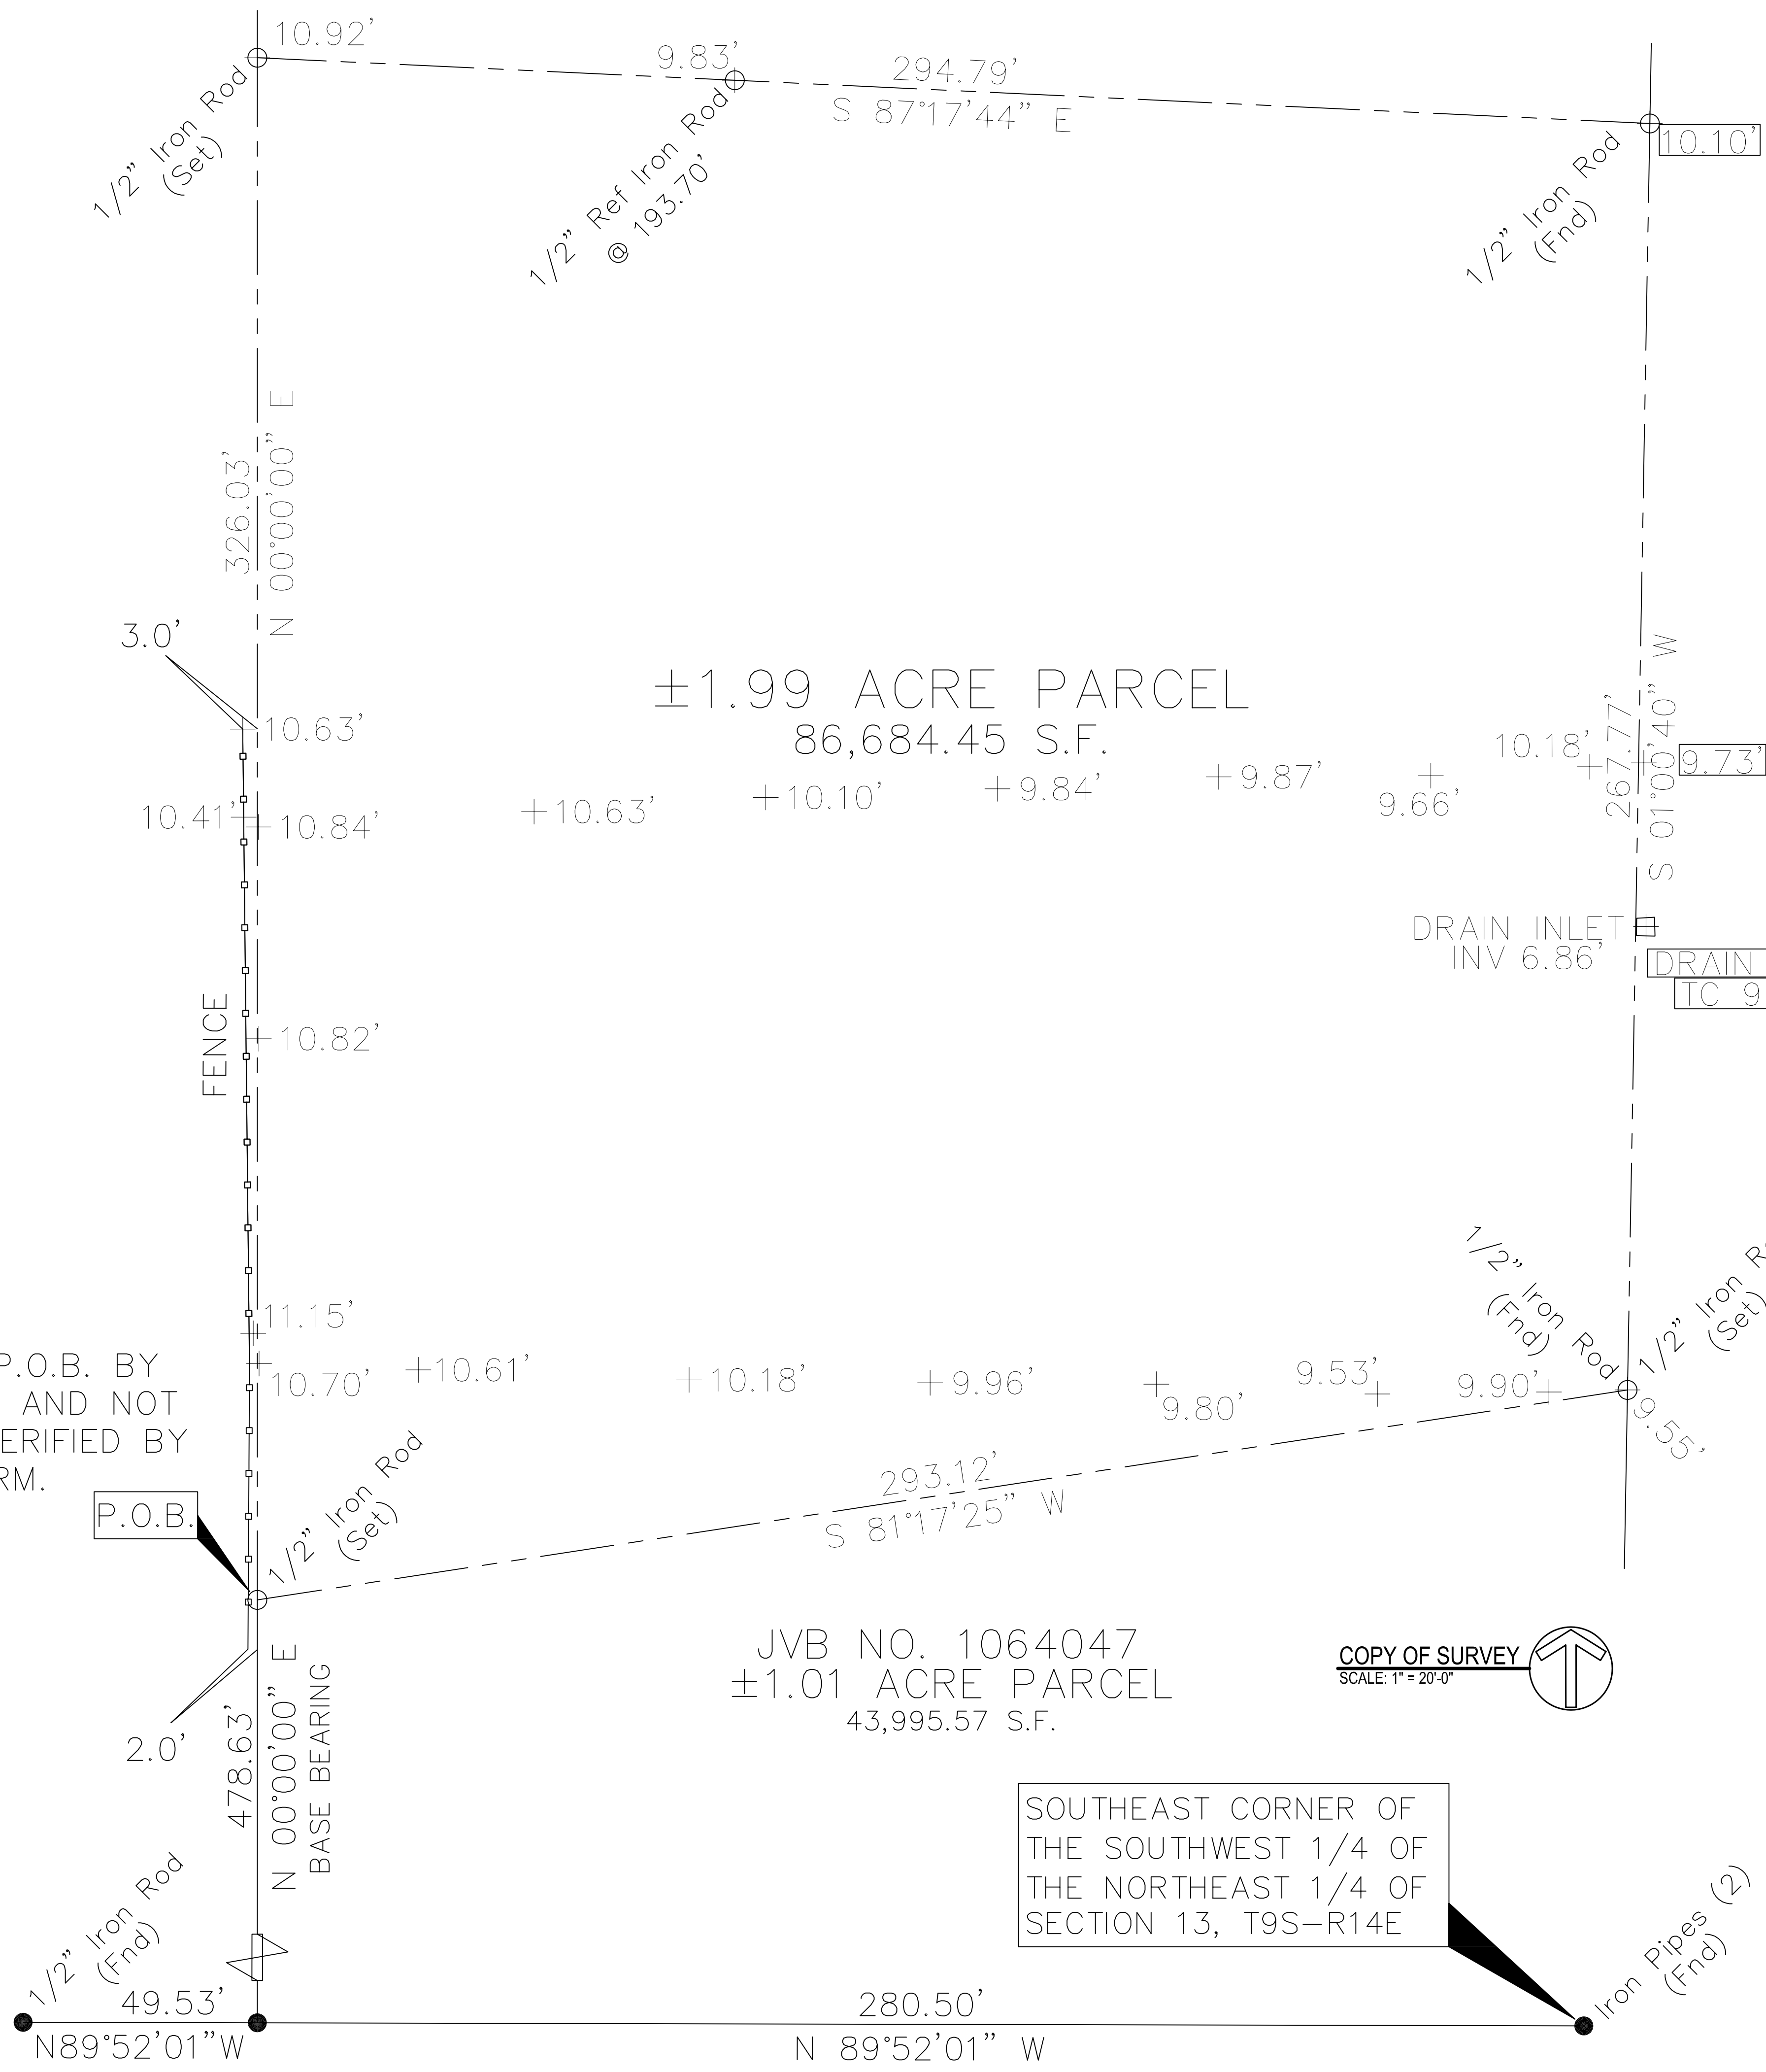 10.92'
9.83'
294.79'
S 87°17'44" E
1/2" Iron Rod
(Set)
1/2" Ref Iron Rod
@ 193.70'
1/2" Iron Rod
(Fnd)
10.10'
326.03'
N 00°00'00" E
3.0'
10.63'
±1.99 ACRE PARCEL
86,684.45 S.F.
267.77'
S 01°00'40" W
10.18'
9.73'
10.41'
10.84'
10.63'
10.10'
9.84'
9.87'
9.66'
DRAIN INLET
INV 6.86'
DRAIN
TC 9
FENCE
10.82'
11.15'
10.70'
10.61'
10.18'
9.96'
9.80'
9.53'
9.90'
1/2" Iron Rod
(Fnd)
1/2" Iron
(Set)
9.55'
P.O.B. BY
AND NOT
BY
P.O.B.
1/2" Iron Rod
(Set)
293.12'
S 81°17'25" W
JVB NO. 1064047
±1.01 ACRE PARCEL
43,995.57 S.F.
COPY OF SURVEY
SCALE: 1" = 20'-0"
2.0'
478.63'
N 00°00'00" E
BASE BEARING
SOUTHEAST CORNER OF
THE SOUTHWEST 1/4 OF
THE NORTHEAST 1/4 OF
SECTION 13, T9S-R14E
1/2" Iron Rod
(Fnd)
Iron Pipes (2)
(Fnd)
49.53'
N89°52'01"W
280.50'
N 89°52'01" W